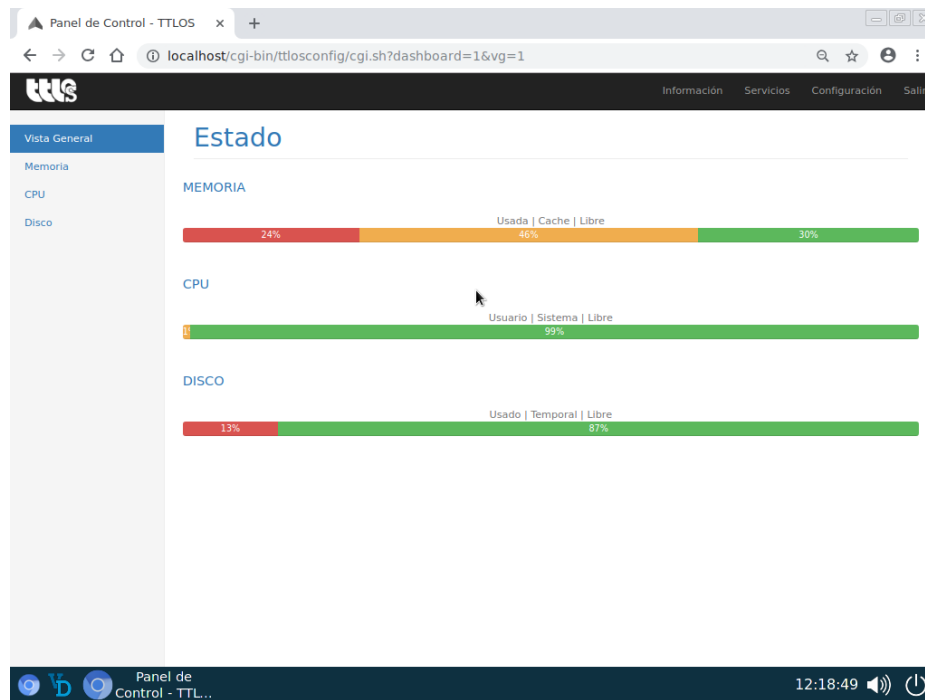 Panel de Control - TTLOS
localhost/cgi-bin/ttlosconfig/cgi.sh?dashboard=1&vg=1
ttls Información Servicios Configuración
Vista General
Memoria
CPU
Disco
Estado
MEMORIA
Usada | Cache | Libre
24% 46% 30%
CPU
Usuario | Sistema | Libre
99%
DISCO
Usado | Temporal | Libre
13% 87%
Panel de
Control - TTL...
12:18:49